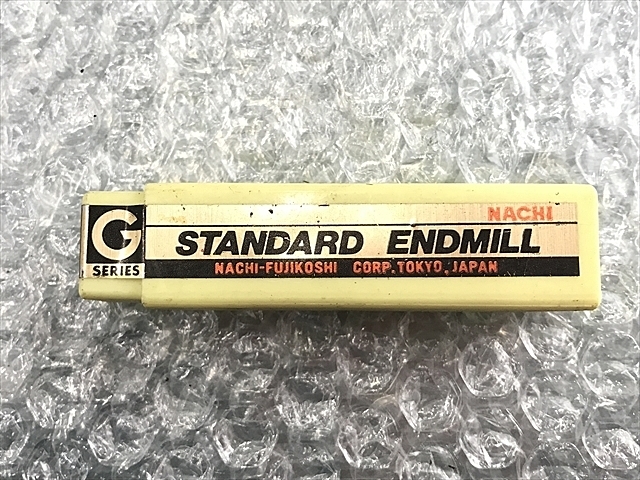 NACHI
G
SERIES
STANDARD ENDMILL
NACHI-FUJIKOSHI CORP. TOKYO, JAPAN